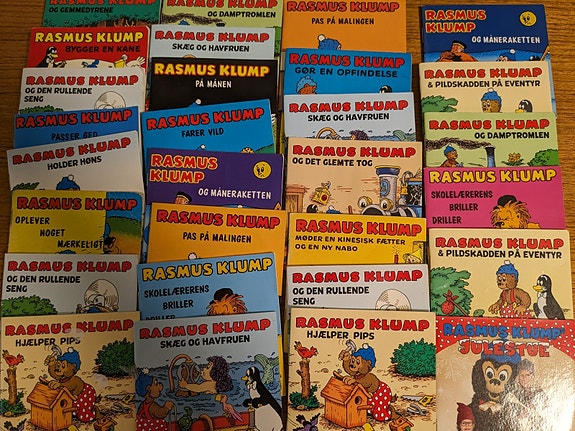 OG GEMMEDYRENE
RASMUS KLUMP
BYGGER EN KANE
RASMUS KLUMP
OG DEN RULLENDE
SENG
RASMUS KLUMP
PASSER GED
RASMUS KLUMP
HOLDER HØNS
RASMUS KLUMP
OPLEVER
NOGET
MÆRKELIGT
RASMUS KLUMP
OG DEN RULLENDE
SENG
RASMUS KLUMP
HJÆLPER PIPS
OG DAMPTROMLEN
RASMUS KLUMP
SKÆG OG HAVFRUEN
RASMUS KLUMP
PÅ MÅNEN
RASMUS KLUMP
FARER VILD
RASMUS
KLUMP
OG MÅNERAKETTEN
RASMUS KLUMP
PAS PÅ MALINGEN
RASMUS KLUMP
SKOLELÆRERENS
BRILLER
DRILLER
RASMUS KLUMP
SKÆG OG HAVFRUEN
RASMUS KLUMP
PAS PÅ MALINGEN
RASMUS KLUMP
GØR EN OPFINDELSE
RASMUS KLUMP
SKÆG OG HAVFRUEN
RASMUS KLUMP
OG DET GLEMTE TOG
RASMUS KLUMP
MØDER EN KINESISK FÆTTER
OG EN NY NABO
RASMUS KLUMP
OG DEN RULLENDE
SENG
RASMUS KLUMP
HJÆLPER PIPS
RASMUS
KLUMP
OG MÅNERAKETTEN
RASMUS KLUMP
& PILDSKADDEN PÅ EVENTYR
RASMUS KLUMP
OG DAMPTROMLEN
RASMUS KLUMP
SKOLELÆRERENS
BRILLER
DRILLER
RASMUS KLUMP
& PILDSKADDEN PÅ EVENTYR
RASMUS KLUMP
JULESTUE